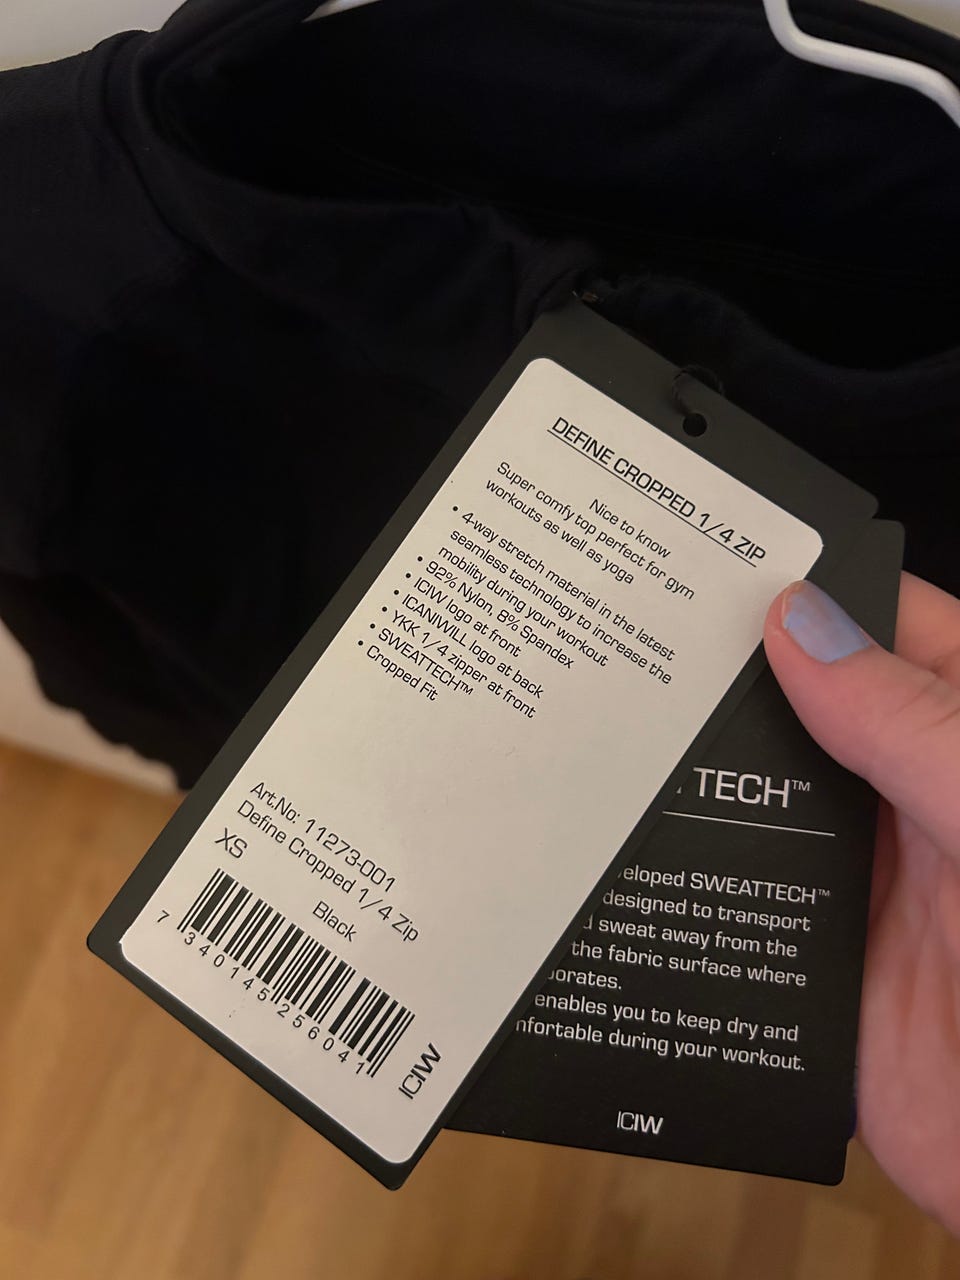 DEFINE CROPPED 1/4 ZIP
Nice to know
Super comfy top perfect for gym
workouts as well as yoga
• 4-way stretch material in the latest
seamless technology to increase the
mobility during your workout
• 92% Nylon, 8% Spandex
• ICIW logo at front
• ICANIWILL logo at back
• YKK 1/4 zipper at front
• SWEATTECH™
• Cropped Fit
Art.No: 11273-001
Define Cropped 1/4 Zip
XS
Black
7 340145256041
ICIW
TECH™
SWEATTECH™
designed to transport
sweat away from the
the fabric surface where
enables you to keep dry and
during your workout.
ICIW